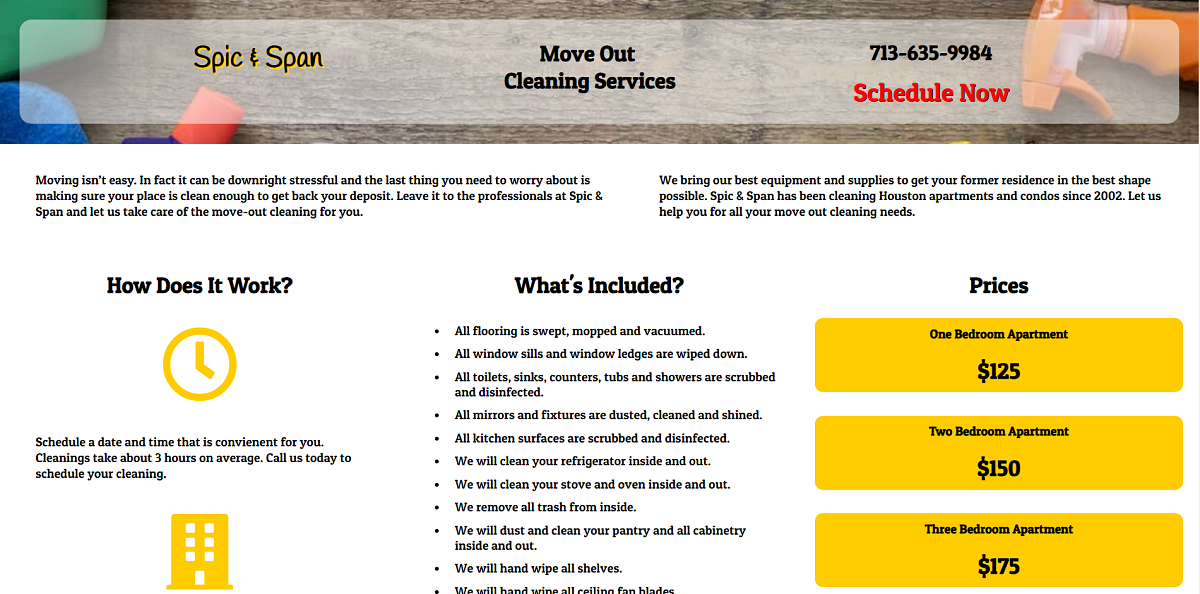 Spic & Span
Move Out
Cleaning Services
713-635-9984
Schedule Now
Moving isn't easy. In fact it can be downright stressful and the last thing you need to worry about is
making sure your place is clean enough to get back your deposit. Leave it to the professionals at Spic &
Span and let us take care of the move-out cleaning for you.
We bring our best equipment and supplies to get your former residence in the best shape
possible. Spic & Span has been cleaning Houston apartments and condos since 2002. Let us
help you for all your move out cleaning needs.
How Does It Work?
Schedule a date and time that is convienent for you.
Cleanings take about 3 hours on average. Call us today to
schedule your cleaning.
What's Included?
• All flooring is swept, mopped and vacuumed.
• All window sills and window ledges are wiped down.
• All toilets, sinks, counters, tubs and showers are scrubbed
and disinfected.
• All mirrors and fixtures are dusted, cleaned and shined.
• All kitchen surfaces are scrubbed and disinfected.
• We will clean your refrigerator inside and out.
• We will clean your stove and oven inside and out.
• We remove all trash from inside.
• We will dust and clean your pantry and all cabinetry
inside and out.
• We will hand wipe all shelves.
• We will hand wipe all ceiling fan blades.
Prices
One Bedroom Apartment
$125
Two Bedroom Apartment
$150
Three Bedroom Apartment
$175